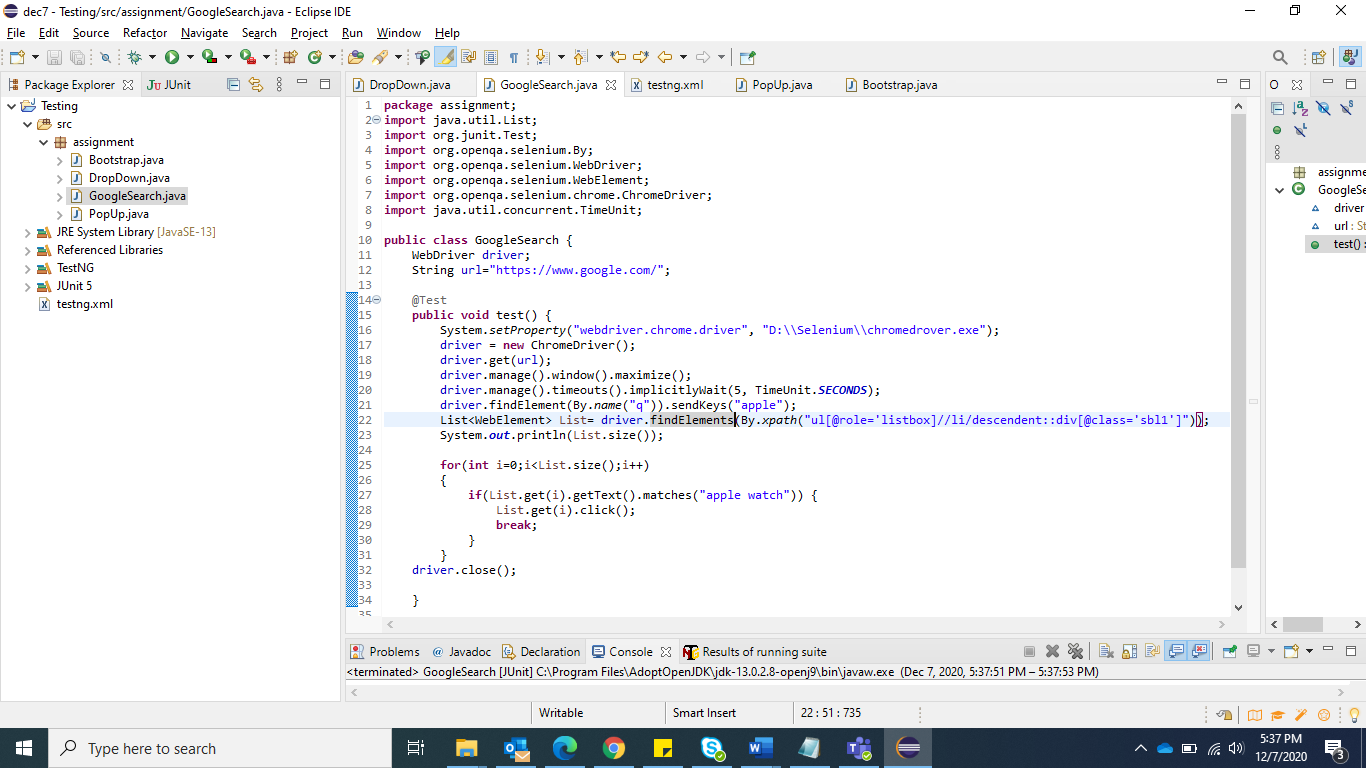 dec7 - Testing/src/assignment/GoogleSearch.java - Eclipse IDE
File Edit Source Refactor Navigate Search Project Run Window Help
Package Explorer JUnit
DropDown.java GoogleSearch.java testng.xml PopUp.java Bootstrap.java
Testing
src
assignment
Bootstrap.java
DropDown.java
GoogleSearch.java
PopUp.java
JRE System Library [JavaSE-13]
Referenced Libraries
TestNG
JUnit 5
testng.xml
1 package assignment;
2 import java.util.List;
3 import org.junit.Test;
4 import org.openqa.selenium.By;
5 import org.openqa.selenium.WebDriver;
6 import org.openqa.selenium.WebElement;
7 import org.openqa.selenium.chrome.ChromeDriver;
8 import java.util.concurrent.TimeUnit;
9
10 public class GoogleSearch {
11 WebDriver driver;
12 String url="https://www.google.com/";
13
14 @Test
15 public void test() {
16 System.setProperty("webdriver.chrome.driver", "D:\\Selenium\\chromedrover.exe");
17 driver = new ChromeDriver();
18 driver.get(url);
19 driver.manage().window().maximize();
20 driver.manage().timeouts().implicitlyWait(5, TimeUnit.SECONDS);
21 driver.findElement(By.name("q")).sendKeys("apple");
22 List<WebElement> List= driver.findElements(By.xpath("ul[@role='listbox]//li/descendent::div[@class='sbl1']"));
23 System.out.println(List.size());
24
25 for(int i=0;i<List.size();i++)
26 {
27 if(List.get(i).getText().matches("apple watch")) {
28 List.get(i).click();
29 break;
30 }
31 }
32 driver.close();
33
34 }
35
O
assignme
GoogleSe
driver
url : St
test() :
Problems @ Javadoc Declaration Console Results of running suite
<terminated> GoogleSearch [JUnit] C:\Program Files\AdoptOpenJDK\jdk-13.0.2.8-openj9\bin\javaw.exe (Dec 7, 2020, 5:37:51 PM – 5:37:53 PM)
Writable Smart Insert 22 : 51 : 735
Type here to search
5:37 PM
12/7/2020
3